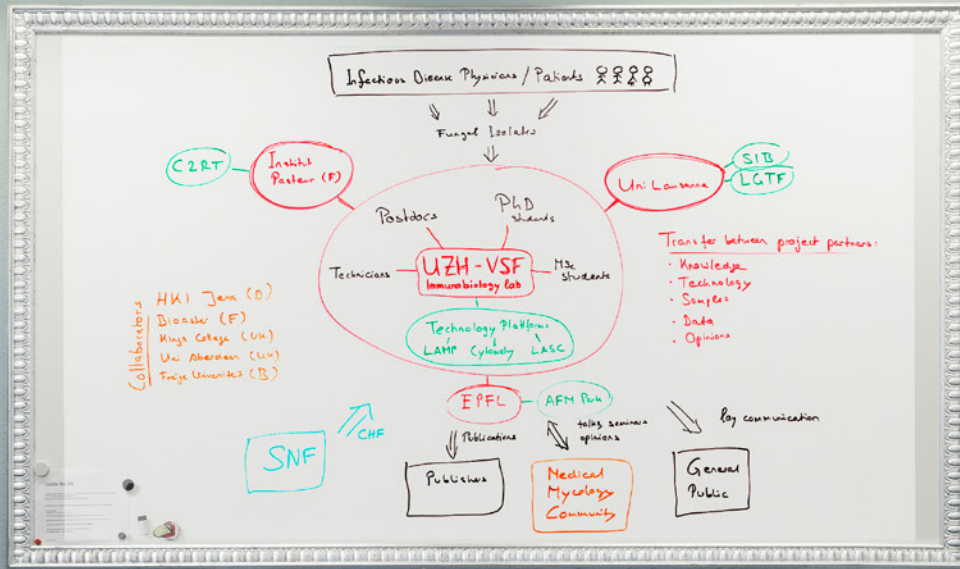 Infectious Disease Physicians / Patients
Fungal Isolates
C2RT
Institut
Pasteur (F)
Uni Lausanne
SIB
LGTF
Postdocs
PhD
students
Technicians
UZH - VSF
Immunobiology lab
MSc
students
Technology Platforms
LAMP Cytometry LASC
Transfer between project partners:
· Knowledge
· Technology
· Samples
· Data
· Opinions
Collaborators
HKI Jena (D)
Bioaster (F)
Kings College (UK)
Uni Aberdeen (UK)
(B)
EPFL
AFM
SNF
CHF
Publications
talks seminars
opinions
Lay communication
Publishers
Medical
Mycology
Community
General
Public